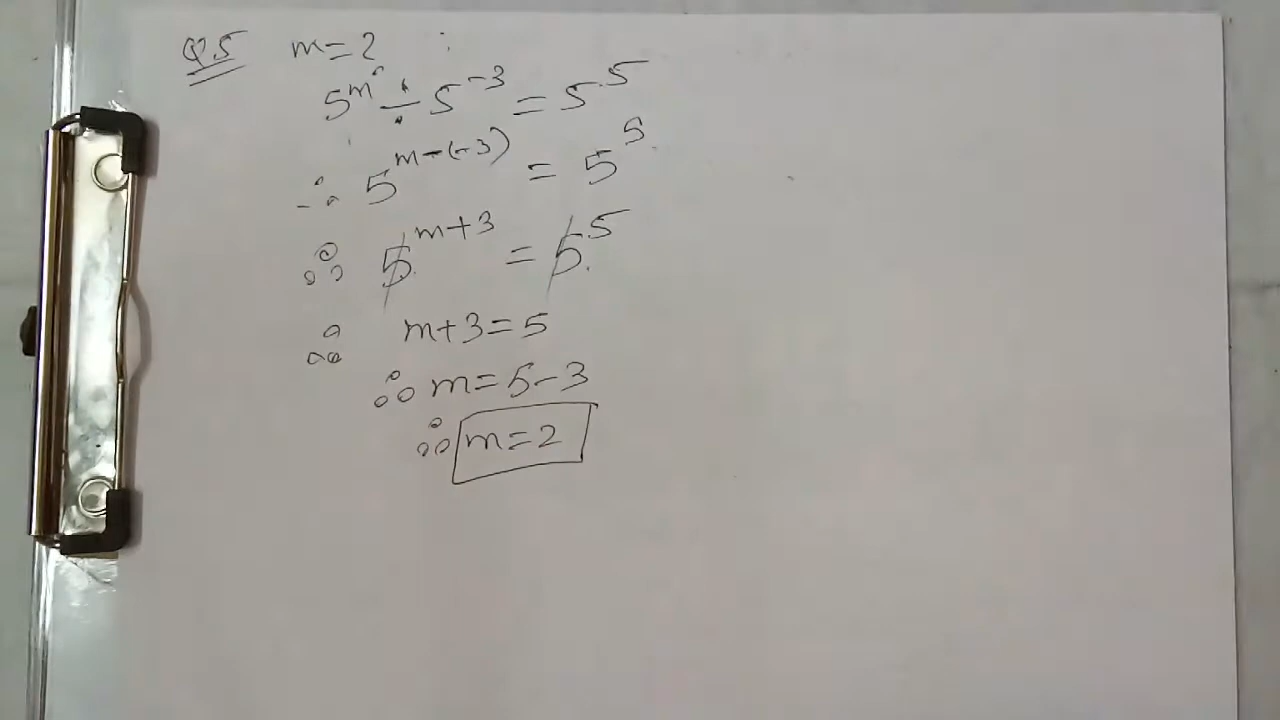 Q5 m=2
5^m ÷ 5^-3 = 5^5
∴ 5^m-(-3) = 5^5
∴ 5^m+3 = 5^5
∴ m+3=5
∴ m=5-3
∴ m=2